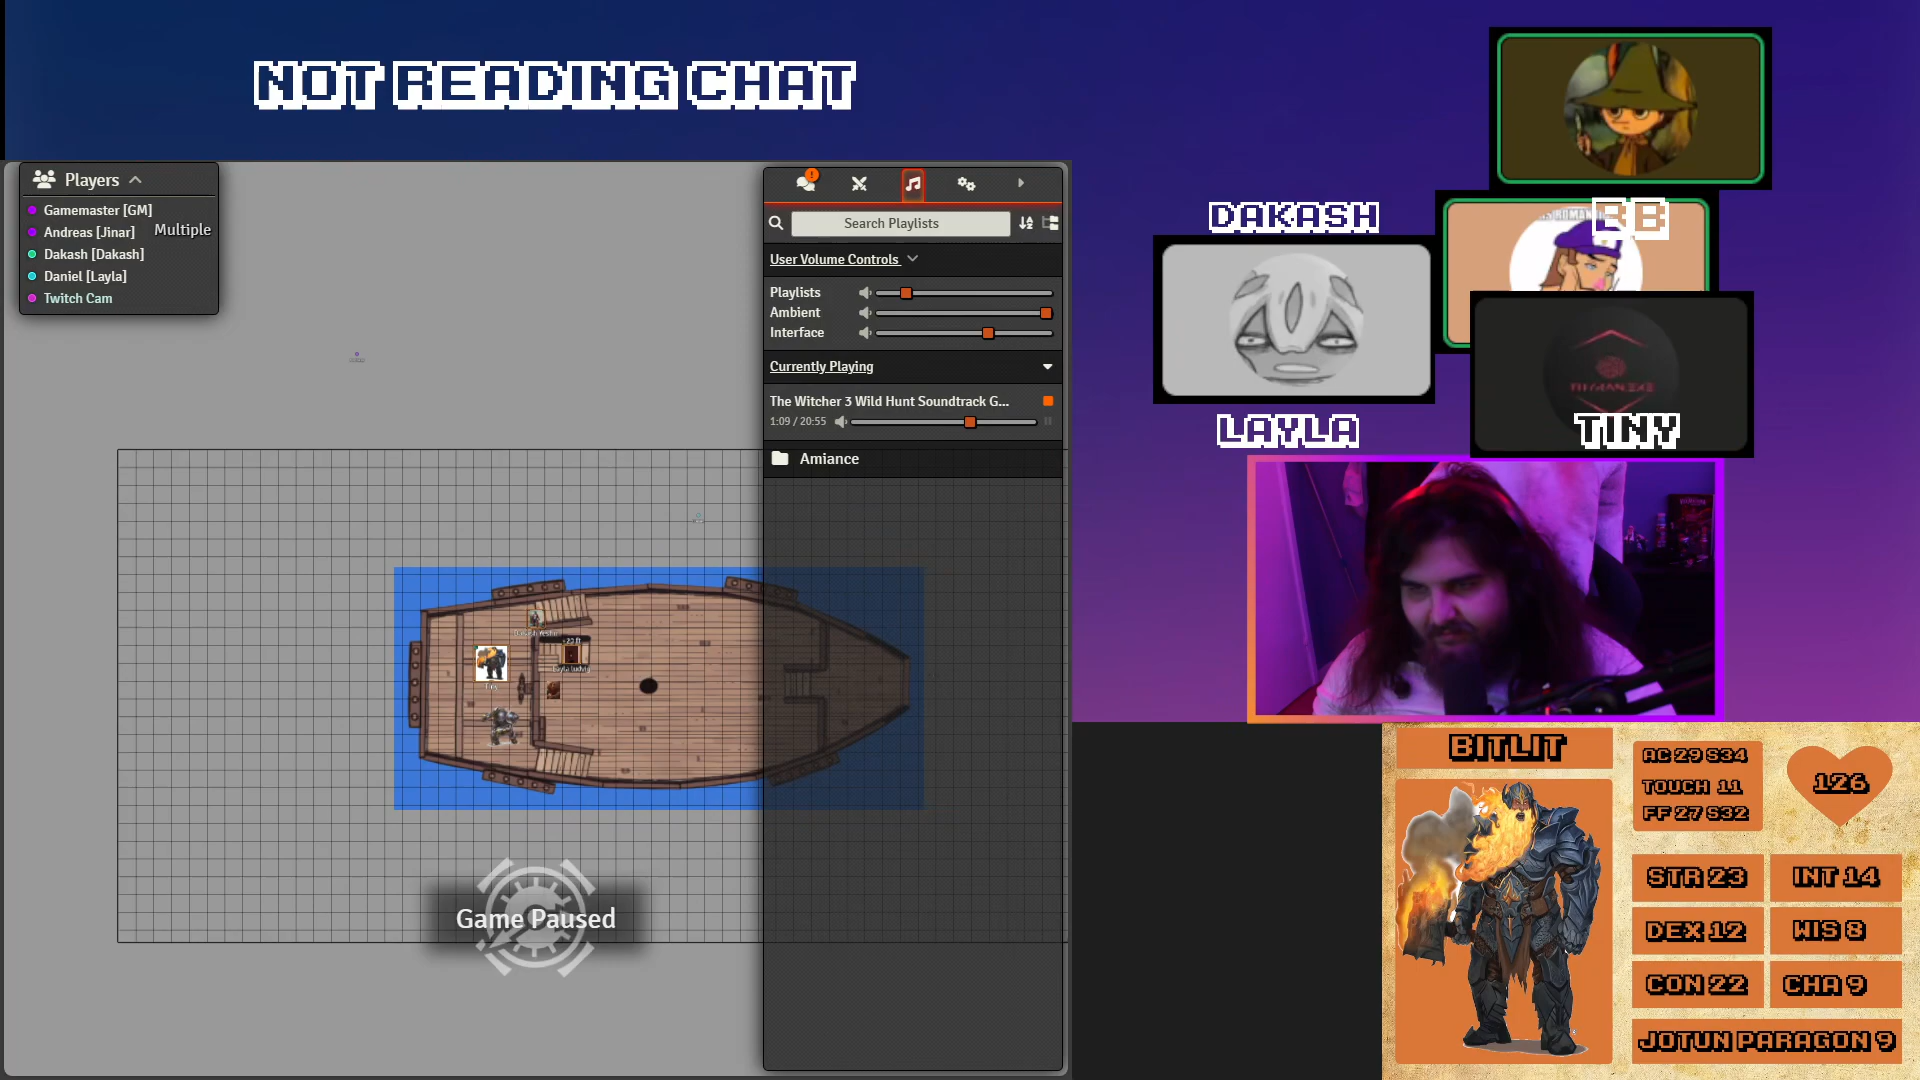 NOT READING CHAT
Players
Gamemaster [GM]
Andreas [Jinar]
Multiple
Dakash [Dakash]
Daniel [Layla]
Twitch Cam
!
Search Playlists
User Volume Controls
Playlists
Ambient
Interface
Currently Playing
The Witcher 3 Wild Hunt Soundtrack G...
1:09 / 20:55
Amiance
Game Paused
DAKASH
BB
LAYLA
TINY
BITLIT
AC 29 S34
TOUCH 11
FF 27 S32
126
STR 23
INT 14
DEX 12
WIS 8
CON 22
CHA 9
JOTUN PARAGON 9